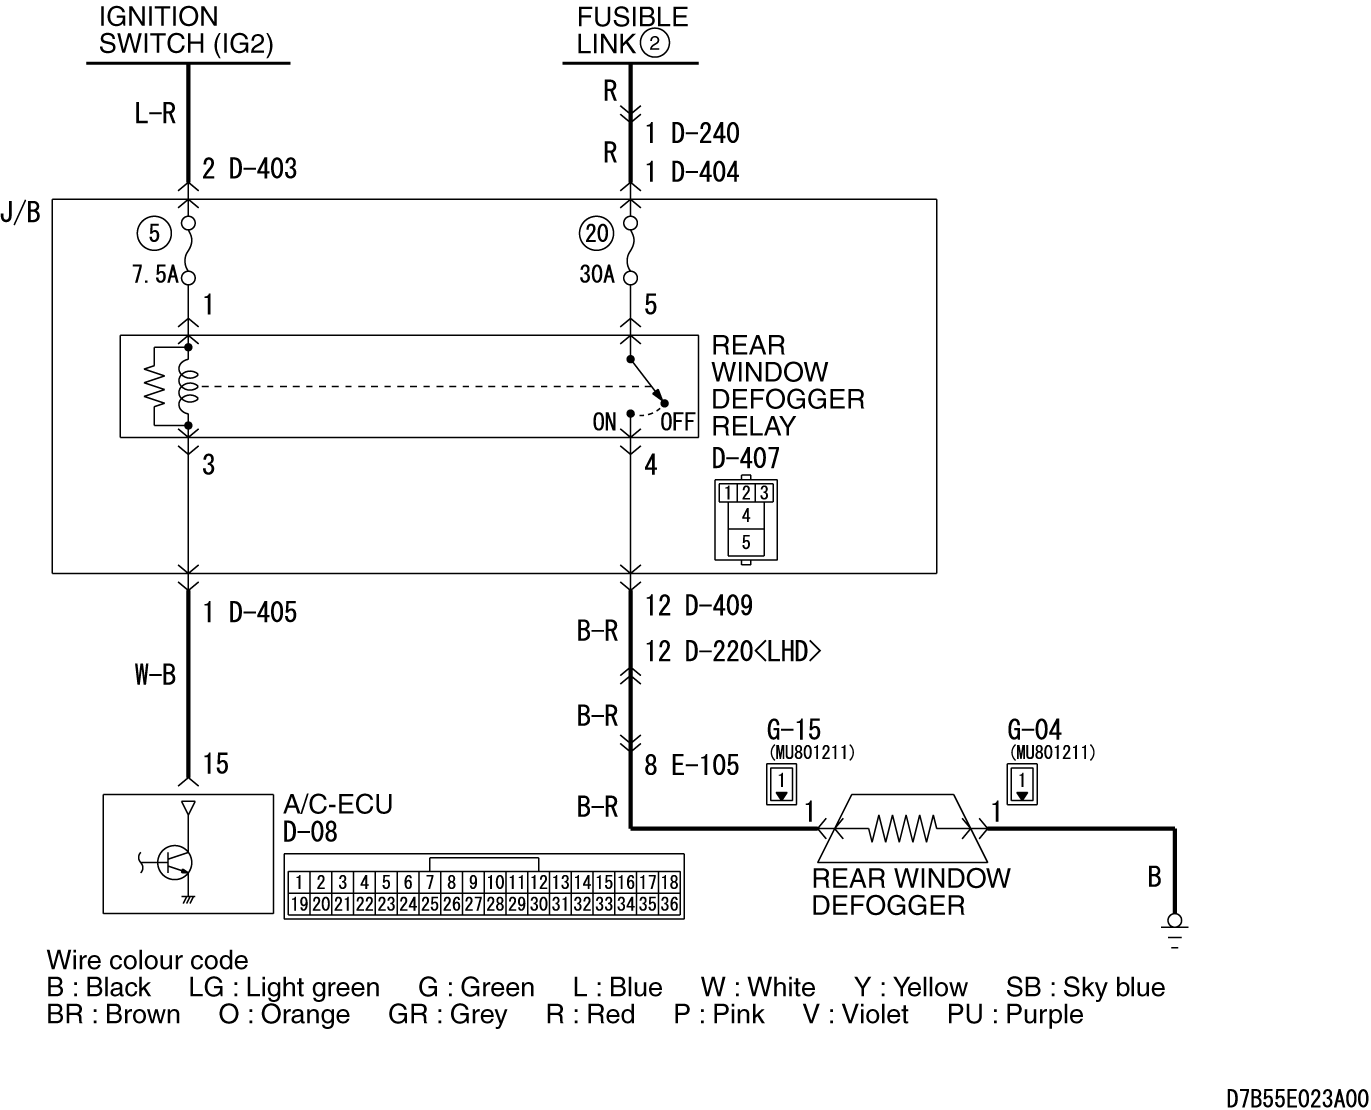 IGNITION
SWITCH (IG2)
FUSIBLE
LINK 2
L-R
R
1 D-240
R
2 D-403
1 D-404
J/B
5
7.5A
20
30A
1
5
REAR
WINDOW
DEFOGGER
RELAY
ON
OFF
D-407
1 2 3
4
5
3
4
1 D-405
12 D-409
B-R
12 D-220<LHD>
W-B
B-R
15
8 E-105
G-15
(MU801211)
1
G-04
(MU801211)
1
B-R
1
1
A/C-ECU
D-08
1 2 3 4 5 6 7 8 9 10 11 12 13 14 15 16 17 18
19 20 21 22 23 24 25 26 27 28 29 30 31 32 33 34 35 36
REAR WINDOW
DEFOGGER
B
Wire colour code
B : Black LG : Light green G : Green L : Blue W : White Y : Yellow SB : Sky blue
BR : Brown O : Orange GR : Grey R : Red P : Pink V : Violet PU : Purple
D7B55E023A00